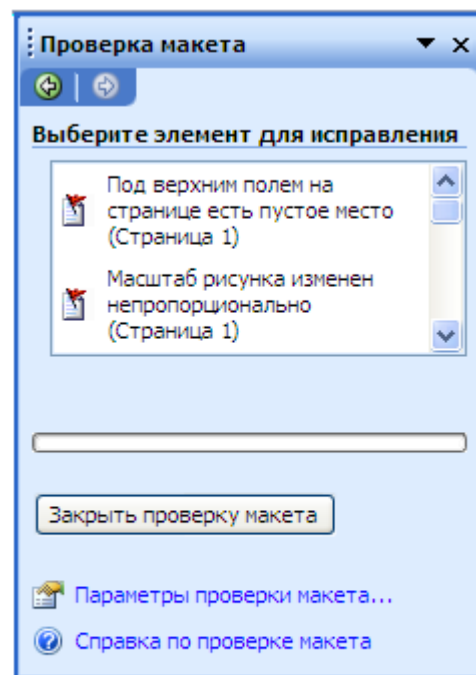 Проверка макета
Выберите элемент для исправления
Под верхним полем на
странице есть пустое место
(Страница 1)
Масштаб рисунка изменен
непропорционально
(Страница 1)
Закрыть проверку макета
Параметры проверки макета...
Справка по проверке макета